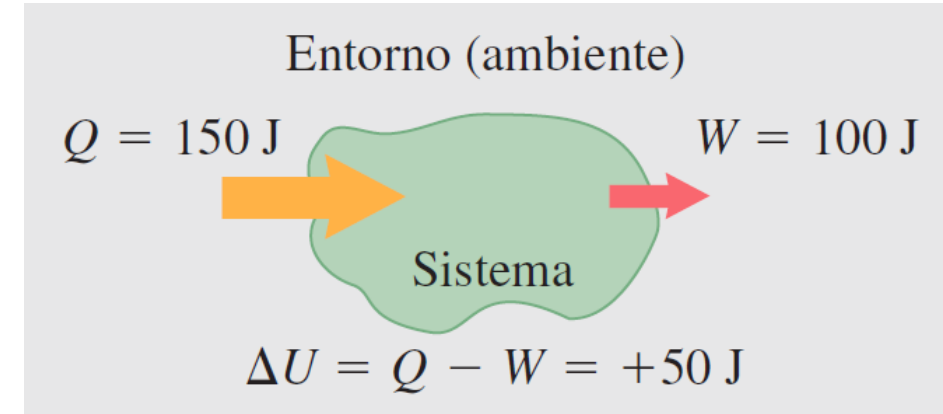 Entorno (ambiente)
Q = 150 J
W = 100 J
Sistema
ΔU = Q − W = +50 J